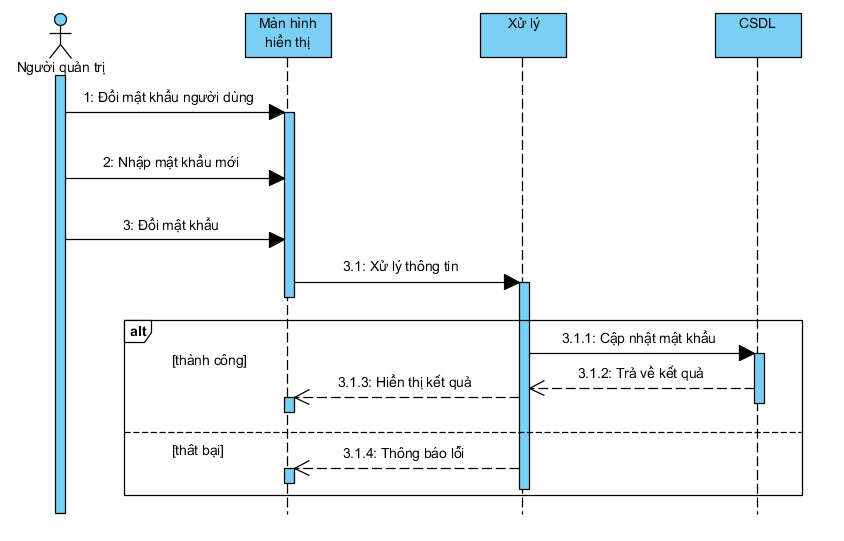 Người quản trị
Màn hình
hiển thị
Xử lý
CSDL
1: Đổi mật khẩu người dùng
2: Nhập mật khẩu mới
3: Đổi mật khẩu
3.1: Xử lý thông tin
alt
3.1.1: Cập nhật mật khẩu
[thành công]
3.1.2: Trả về kết quả
3.1.3: Hiển thị kết quả
[thât bại]
3.1.4: Thông báo lỗi